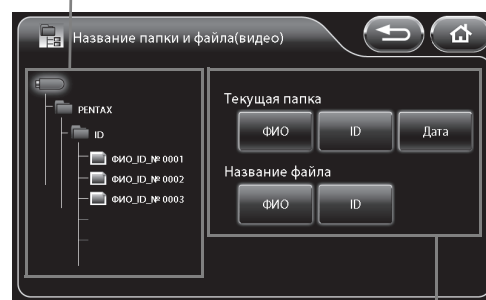 Название папки и файла(видео)
PENTAX
ID
ФИО_ID_№ 0001
ФИО_ID_№ 0002
ФИО_ID_№ 0003
Текущая папка
ФИО ID Дата
Название файла
ФИО ID